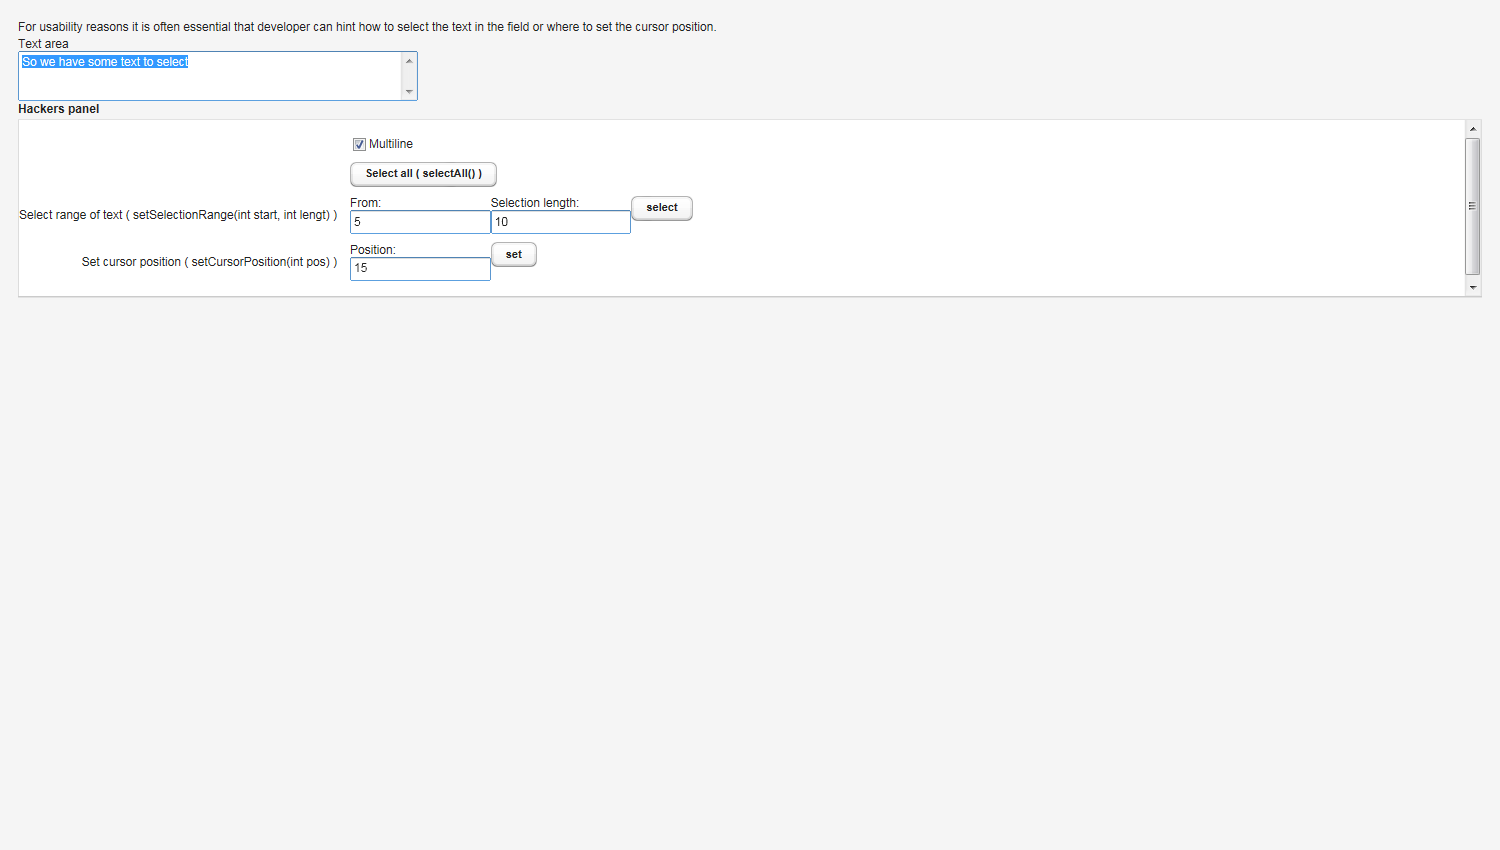 For usability reasons it is often essential that developer can hint how to select the text in the field or where to set the cursor position.
Text area
So we have some text to select
Hackers panel
Multiline
Select all ( selectAll() )
From: Selection length:
Select range of text ( setSelectionRange(int start, int lengt) ) 5 10 select
Position:
Set cursor position ( setCursorPosition(int pos) ) 15 set